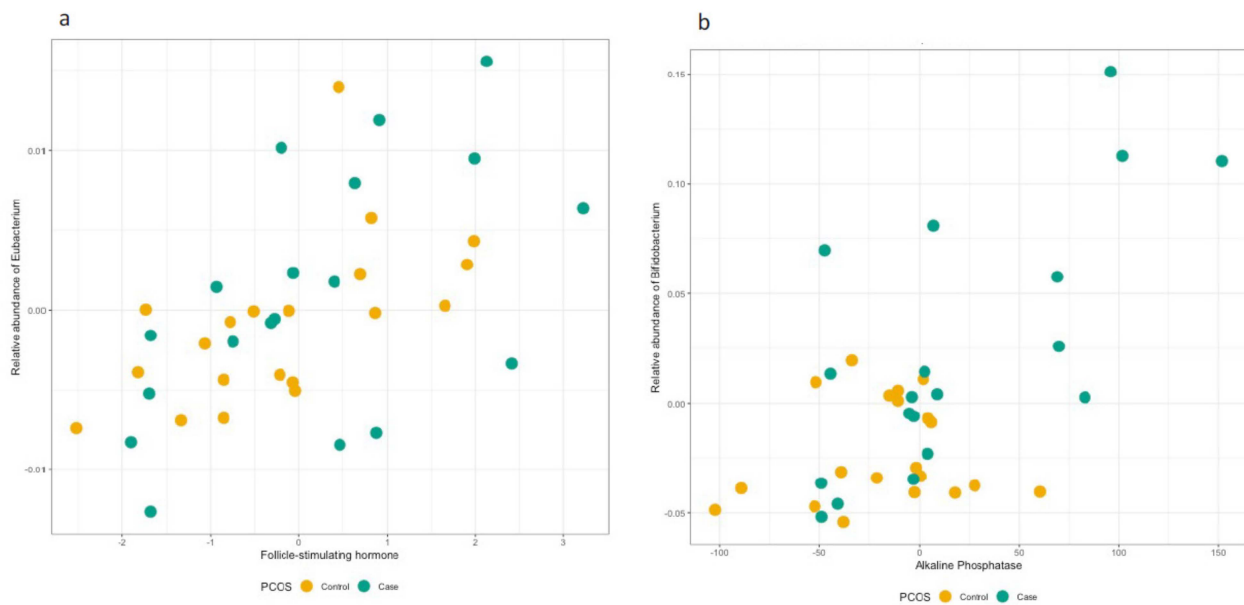 a
Relative abundance of Eubacterium
0.01
0.00
-0.01
-2
-1
0
1
2
3
Follicle-stimulating hormone
PCOS Control Case
b
Relative abundance of Bifidobacterium
0.15
0.10
0.05
0.00
-0.05
-100
-50
0
50
100
150
Alkaline Phosphatase
PCOS Control Case